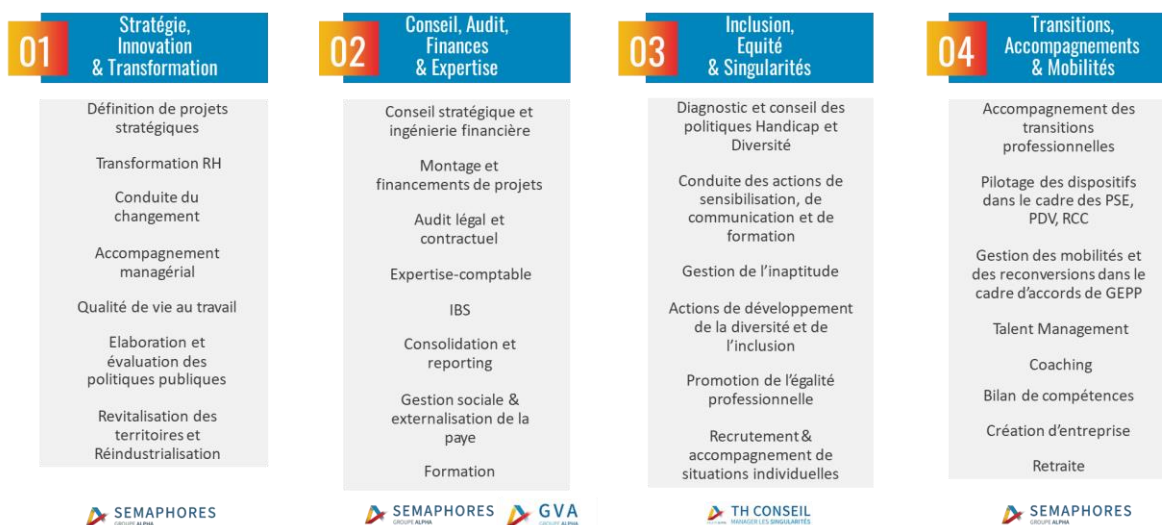 01
Stratégie,
Innovation
& Transformation
Définition de projets
stratégiques
Transformation RH
Conduite du
changement
Accompagnement
managérial
Qualité de vie au travail
Elaboration et
évaluation des
politiques publiques
Revitalisation des
territoires et
Réindustrialisation
SEMAPHORES
GROUPE ALPHA
02
Conseil, Audit,
Finances
& Expertise
Conseil stratégique et
ingénierie financière
Montage et
financements de projets
Audit légal et
contractuel
Expertise-comptable
IBS
Consolidation et
reporting
Gestion sociale &
externalisation de la
paye
Formation
SEMAPHORES
GROUPE ALPHA
GVA
GROUPE ALPHA
03
Inclusion,
Equité
& Singularités
Diagnostic et conseil des
politiques Handicap et
Diversité
Conduite des actions de
sensibilisation, de
communication et de
formation
Gestion de l'inaptitude
Actions de développement
de la diversité et de
l'inclusion
Promotion de l'égalité
professionnelle
Recrutement &
accompagnement de
situations individuelles
TH CONSEIL
MANAGER LES SINGULARITÉS
04
Transitions,
Accompagnements
& Mobilités
Accompagnement des
transitions
professionnelles
Pilotage des dispositifs
dans le cadre des PSE,
PDV, RCC
Gestion des mobilités et
des reconversions dans le
cadre d'accords de GEPP
Talent Management
Coaching
Bilan de compétences
Création d'entreprise
Retraite
SEMAPHORES
GROUPE ALPHA